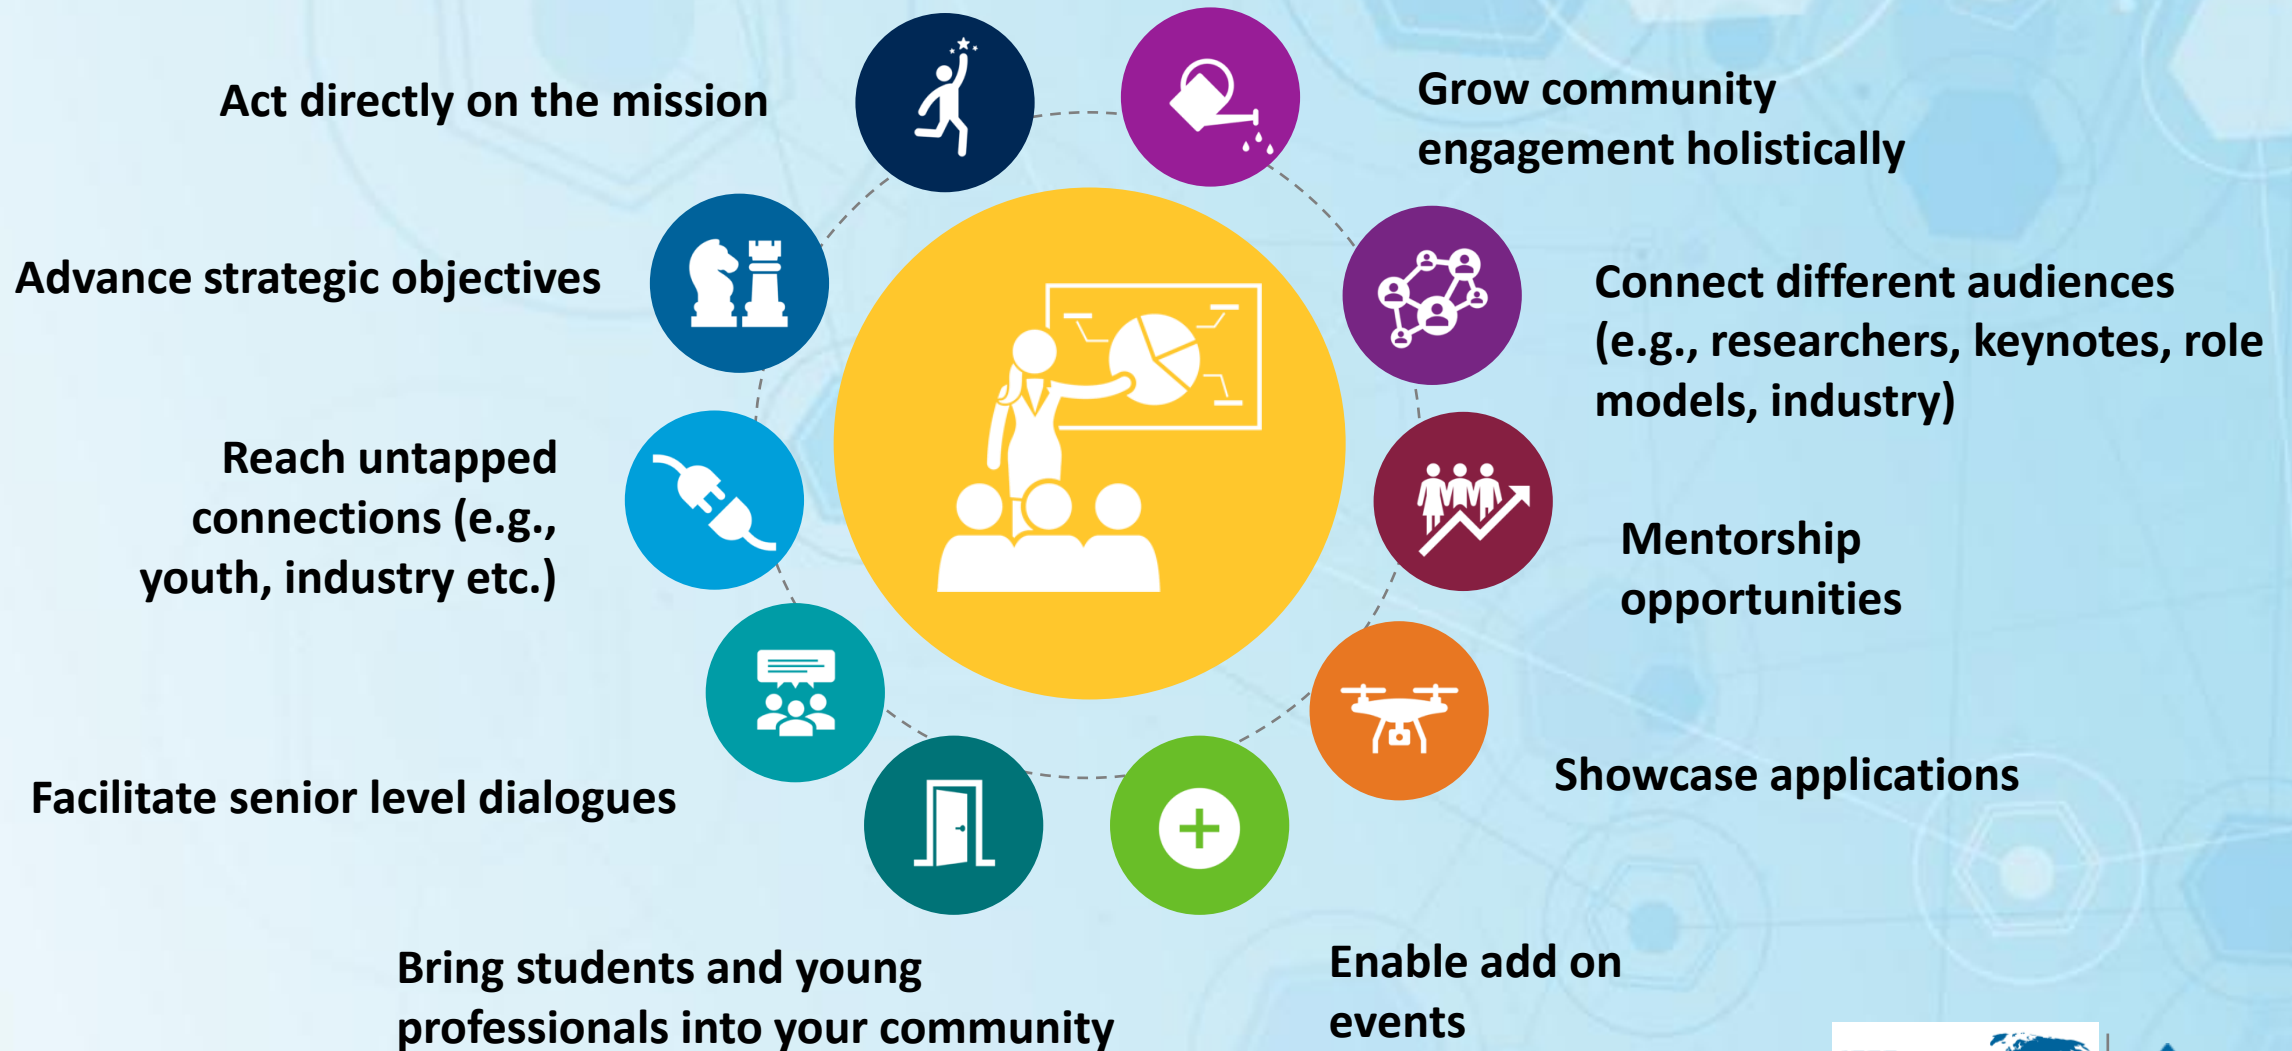 Act directly on the mission
Grow community
engagement holistically
Advance strategic objectives
Connect different audiences
(e.g., researchers, keynotes, role
models, industry)
Reach untapped
connections (e.g.,
youth, industry etc.)
Mentorship
opportunities
Facilitate senior level dialogues
Showcase applications
Bring students and young
professionals into your community
Enable add on
events